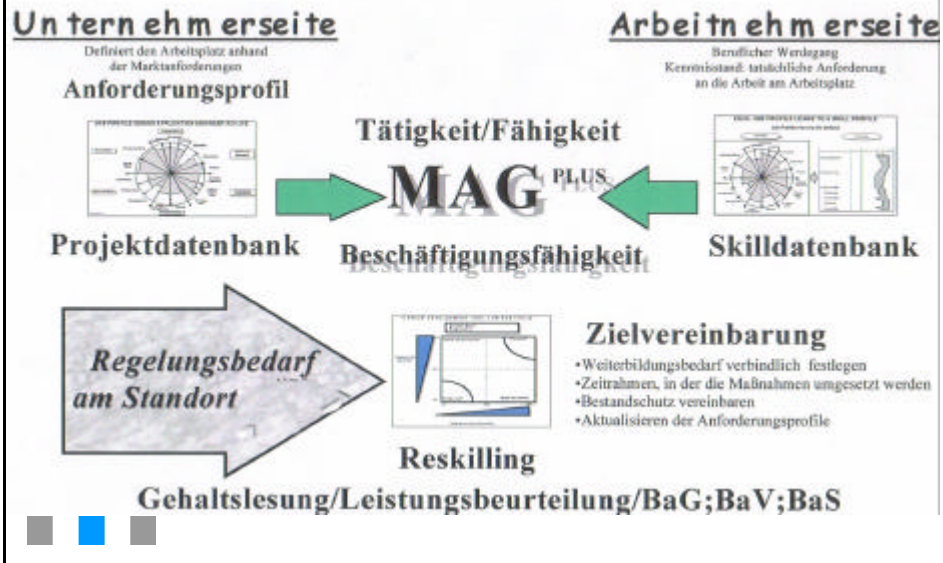 Unternehmerseite
Definiert den Arbeitsplatz anhand
der Marktanforderungen
Anforderungsprofil
Projektdatenbank
Arbeitnehmerseite
Beruflicher Werdegang
Kenntnisstand: tatsächliche Anforderung
an die Arbeit am Arbeitsplatz
Skilldatenbank
Tätigkeit/Fähigkeit
MAG PLUS
Beschäftigungsfähigkeit
Regelungsbedarf
am Standort
Reskilling
Zielvereinbarung
•Weiterbildungsbedarf verbindlich festlegen
•Zeitrahmen, in der die Maßnahmen umgesetzt werden
•Bestandschutz vereinbaren
•Aktualisieren der Anforderungsprofile
Gehaltslesung/Leistungsbeurteilung/BaG;BaV;BaS